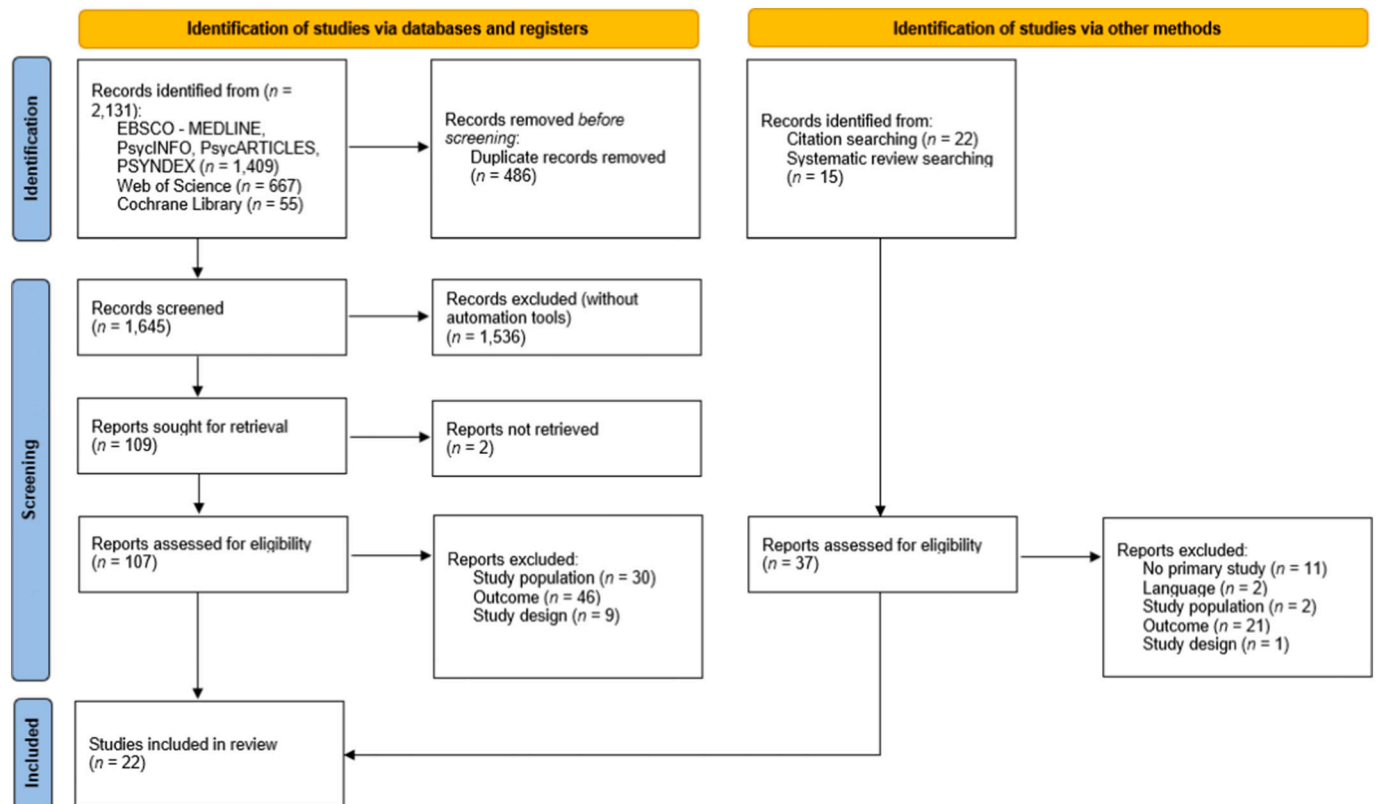 Identification of studies via databases and registers
Identification of studies via other methods
Identification
Records identified from (n =
2,131):
EBSCO - MEDLINE,
PsycINFO, PsycARTICLES,
PSYNDEX (n = 1,409)
Web of Science (n = 667)
Cochrane Library (n = 55)
Records removed before
screening:
Duplicate records removed
(n = 486)
Records identified from:
Citation searching (n = 22)
Systematic review searching
(n = 15)
Screening
Records screened
(n = 1,645)
Records excluded (without
automation tools)
(n = 1,536)
Reports sought for retrieval
(n = 109)
Reports not retrieved
(n = 2)
Reports assessed for eligibility
(n = 107)
Reports excluded:
Study population (n = 30)
Outcome (n = 46)
Study design (n = 9)
Reports assessed for eligibility
(n = 37)
Reports excluded:
No primary study (n = 11)
Language (n = 2)
Study population (n = 2)
Outcome (n = 21)
Study design (n = 1)
Included
Studies included in review
(n = 22)